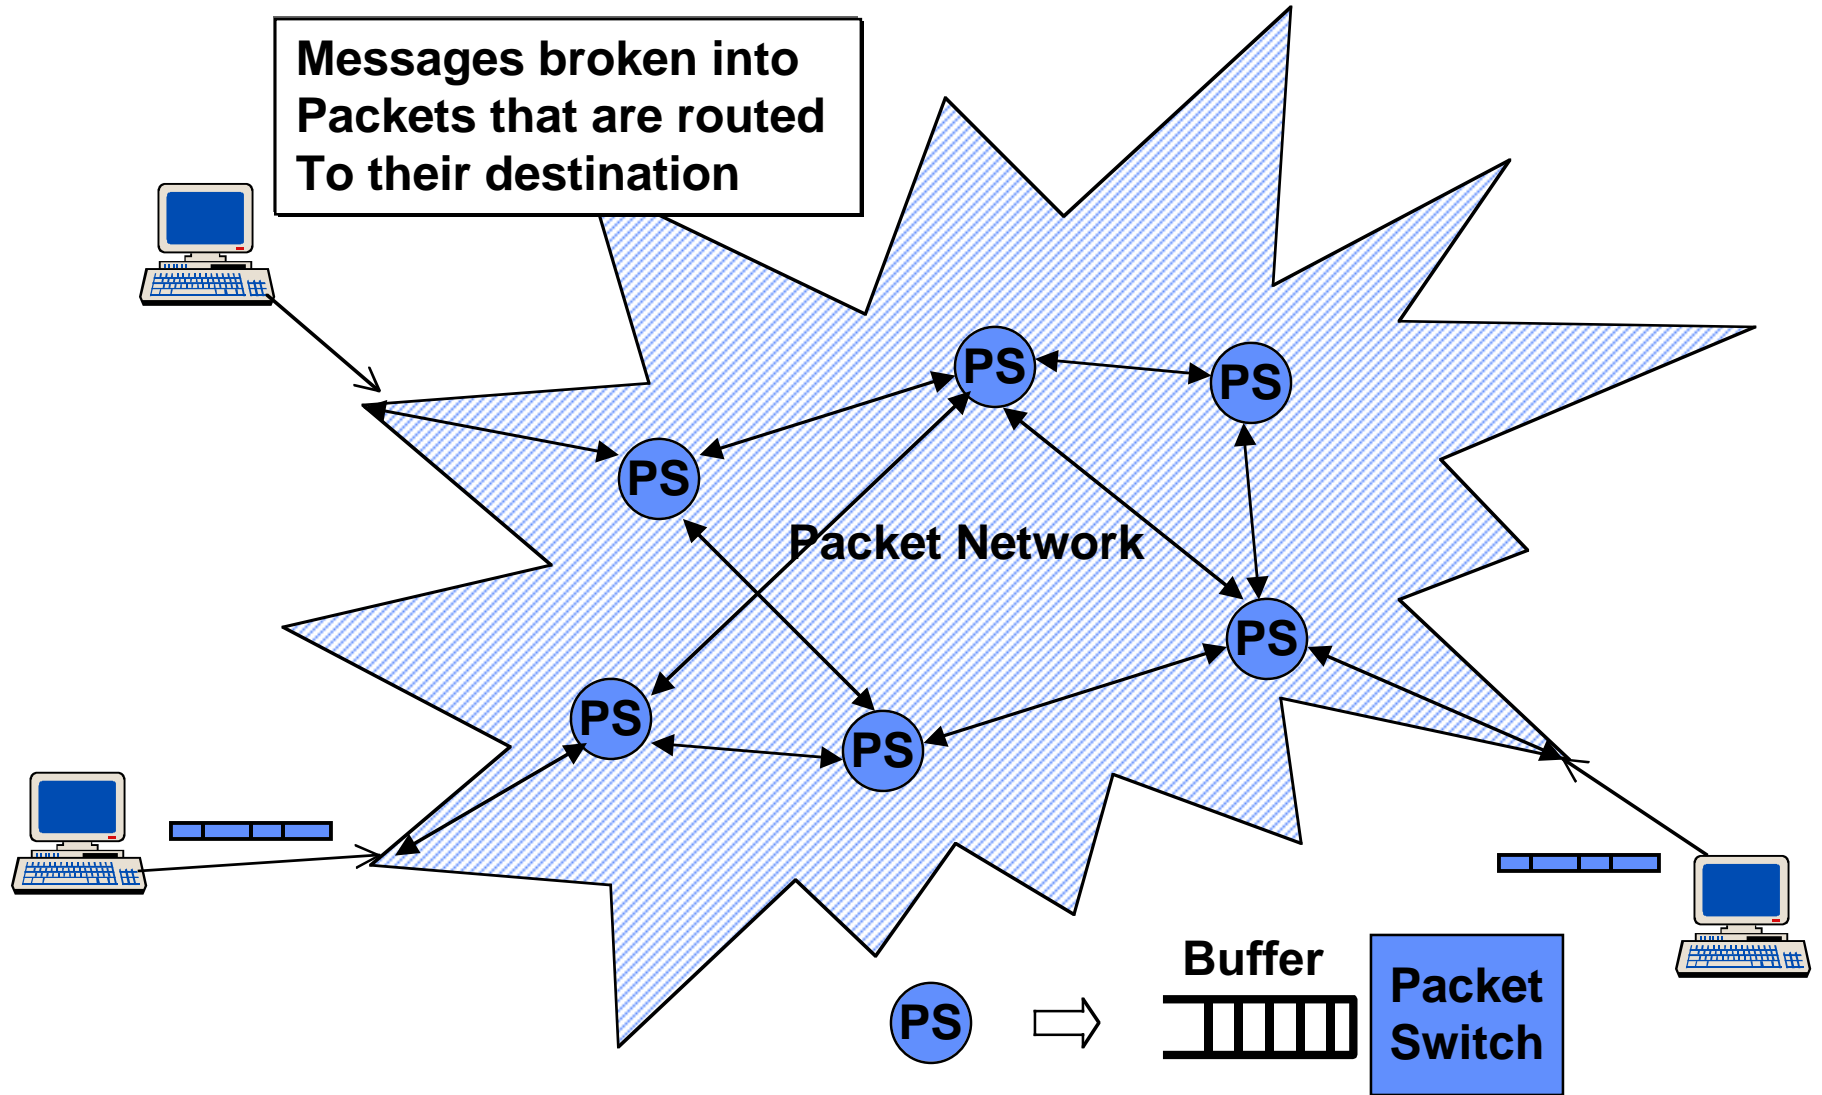 Messages broken into
Packets that are routed
To their destination
PS
PS
PS
Packet Network
PS
PS
PS
Buffer
Packet
Switch
PS